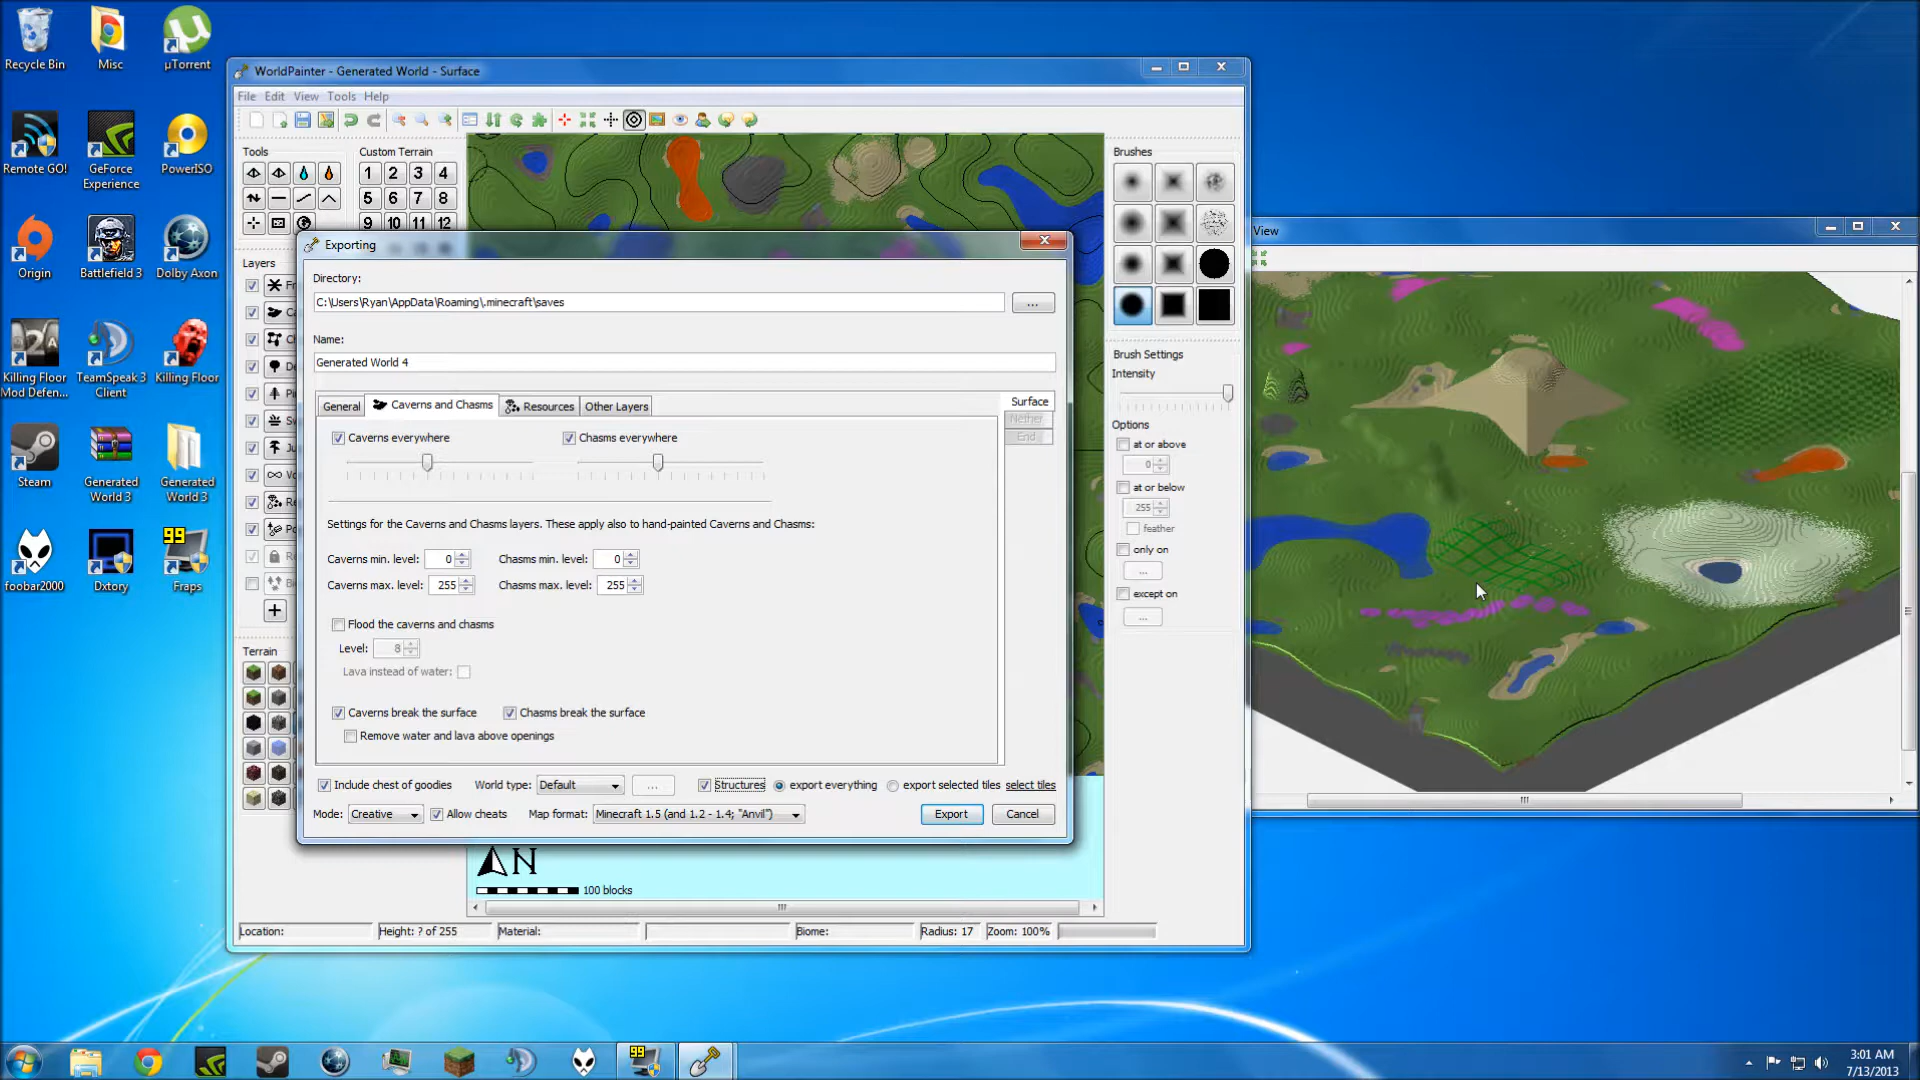 Recycle Bin
Misc
µTorrent
Remote GO!
GeForce Experience
PowerISO
Origin
Battlefield 3
Dolby Axon
Killing Floor Mod Defen...
TeamSpeak 3 Client
Killing Floor
Steam
Generated World 3
Generated World 3
foobar2000
Dxtory
99
Fraps
WorldPainter - Generated World - Surface
File Edit View Tools Help
Tools
Custom Terrain
1 2 3 4
5 6 7 8
9 10 11 12
Layers
Terrain
Exporting
Directory:
C:\Users\Ryan\AppData\Roaming\.minecraft\saves
...
Name:
Generated World 4
General
Caverns and Chasms
Resources
Other Layers
Surface
Nether
End
Caverns everywhere
Chasms everywhere
Settings for the Caverns and Chasms layers. These apply also to hand-painted Caverns and Chasms:
Caverns min. level: 0
Chasms min. level: 0
Caverns max. level: 255
Chasms max. level: 255
Flood the caverns and chasms
Level: 8
Lava instead of water:
Caverns break the surface
Chasms break the surface
Remove water and lava above openings
Include chest of goodies
World type: Default
...
Structures
export everything
export selected tiles
select tiles
Mode: Creative
Allow cheats
Map format: Minecraft 1.5 (and 1.2 - 1.4; "Anvil")
Export
Cancel
N
100 blocks
Location:
Height: ? of 255
Material:
Biome:
Radius: 17
Zoom: 100%
Brushes
Brush Settings
Intensity
Options
at or above
0
at or below
255
feather
only on
...
except on
...
View
99
3:01 AM
7/13/2013